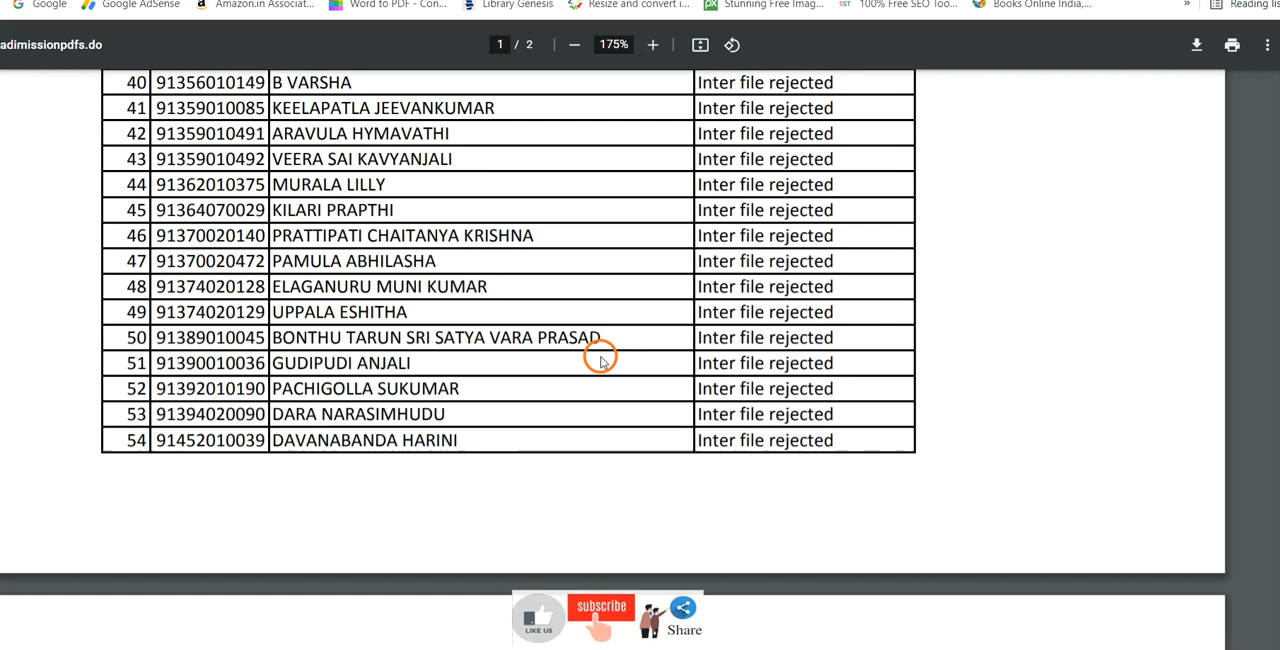 Google Google AdSense Amazon.in Associat... Word to PDF - Con... Library Genesis Resize and convert i... Stunning Free Imag... 100% Free SEO Too... Books Online India,... » Reading lis
adimissionpdfs.do 1 / 2 175%
40 91356010149 B VARSHA Inter file rejected
41 91359010085 KEELAPATLA JEEVANKUMAR Inter file rejected
42 91359010491 ARAVULA HYMAVATHI Inter file rejected
43 91359010492 VEERA SAI KAVYANJALI Inter file rejected
44 91362010375 MURALA LILLY Inter file rejected
45 91364070029 KILARI PRAPTHI Inter file rejected
46 91370020140 PRATTIPATI CHAITANYA KRISHNA Inter file rejected
47 91370020472 PAMULA ABHILASHA Inter file rejected
48 91374020128 ELAGANURU MUNI KUMAR Inter file rejected
49 91374020129 UPPALA ESHITHA Inter file rejected
50 91389010045 BONTHU TARUN SRI SATYA VARA PRASAD Inter file rejected
51 91390010036 GUDIPUDI ANJALI Inter file rejected
52 91392010190 PACHIGOLLA SUKUMAR Inter file rejected
53 91394020090 DARA NARASIMHUDU Inter file rejected
54 91452010039 DAVANABANDA HARINI Inter file rejected
subscribe
LIKE US
Share